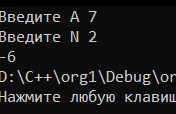 Введите A 7
Введите N 2
-6
D:\C++\org1\Debug\or
Нажмите любую клавиш